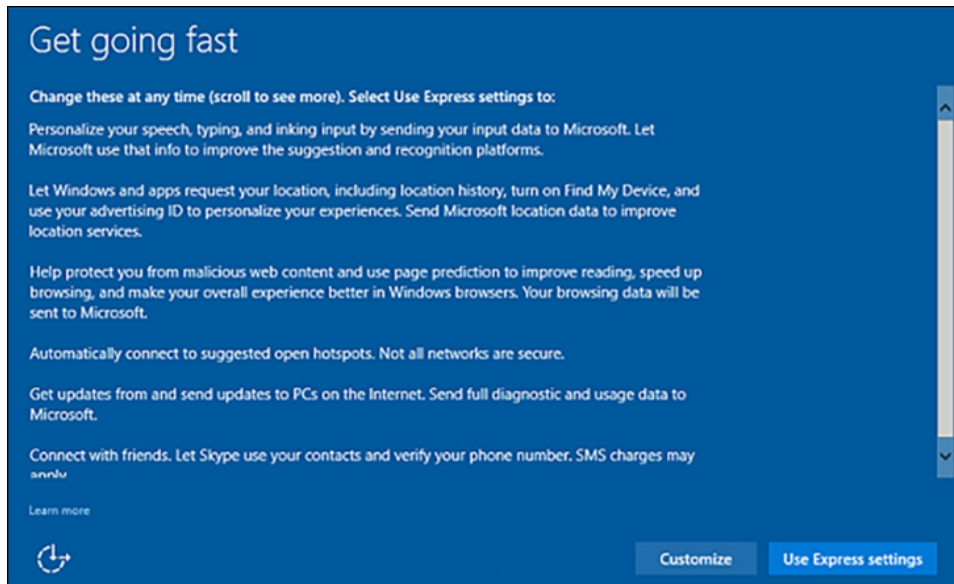 Get going fast
Change these at any time (scroll to see more). Select Use Express settings to:
Personalize your speech, typing, and inking input by sending your input data to Microsoft. Let
Microsoft use that info to improve the suggestion and recognition platforms.
Let Windows and apps request your location, including location history, turn on Find My Device, and
use your advertising ID to personalize your experiences. Send Microsoft location data to improve
location services.
Help protect you from malicious web content and use page prediction to improve reading, speed up
browsing, and make your overall experience better in Windows browsers. Your browsing data will be
sent to Microsoft.
Automatically connect to suggested open hotspots. Not all networks are secure.
Get updates from and send updates to PCs on the Internet. Send full diagnostic and usage data to
Microsoft.
Connect with friends. Let Skype use your contacts and verify your phone number. SMS charges may
apply
Learn more
Customize
Use Express settings